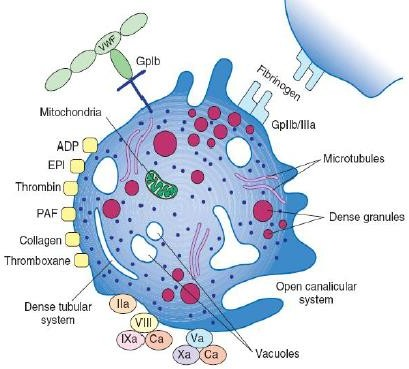 VWF
GpIb
Fibrinogen
Mitochondria
GpIIb/IIIa
ADP
EPI
Microtubules
Thrombin
PAF
Dense granules
Collagen
Thromboxane
Open canalicular
system
Dense tubular
system
IIa
VIII
IXa
Ca
Va
Xa
Ca
Vacuoles